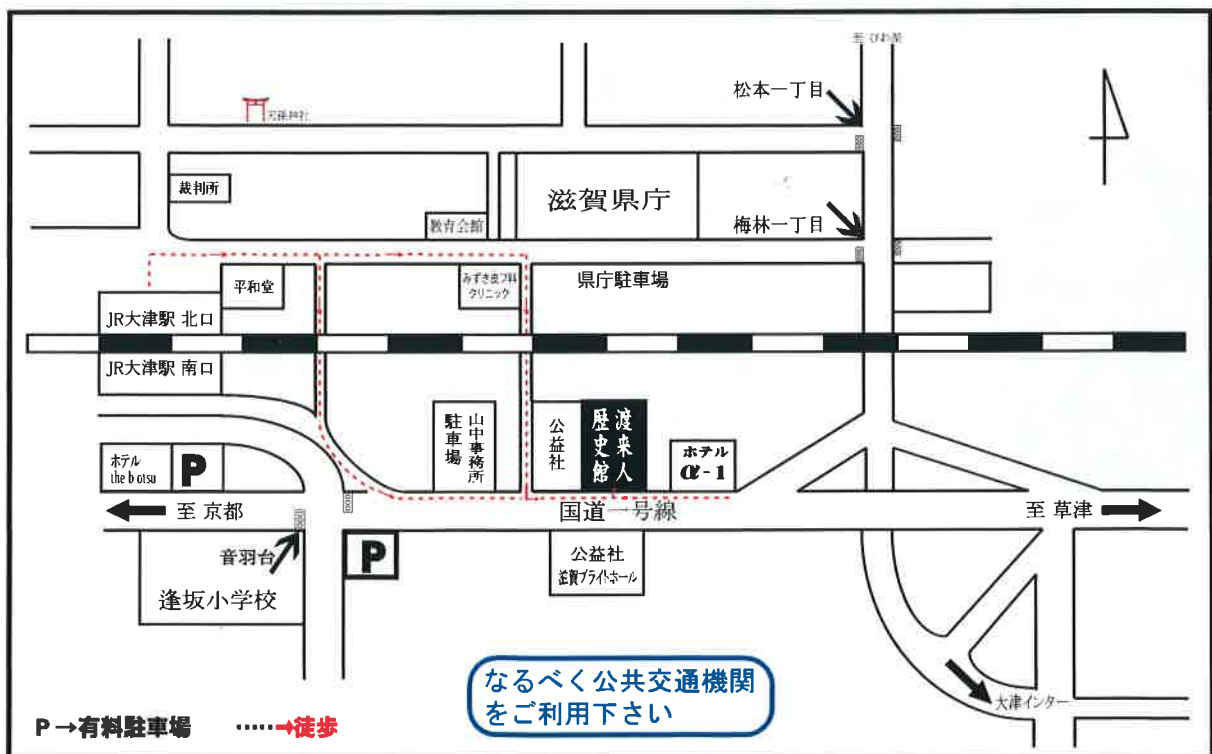 至 びわ湖
松本一丁目
天孫神社
裁判所
滋賀県庁
教育会館
梅林一丁目
平和堂
みずき皮フ科
クリニック
県庁駐車場
JR大津駅 北口
JR大津駅 南口
山中事務所
駐車場
公益社
渡来人
歴史館
ホテル
α-1
ホテル
the b otsu
P
至 京都
国道一号線
至 草津
音羽台
P
公益社
滋賀ブライトホール
逢坂小学校
なるべく公共交通機関
をご利用下さい
大津インター
P→有料駐車場 ……→徒歩